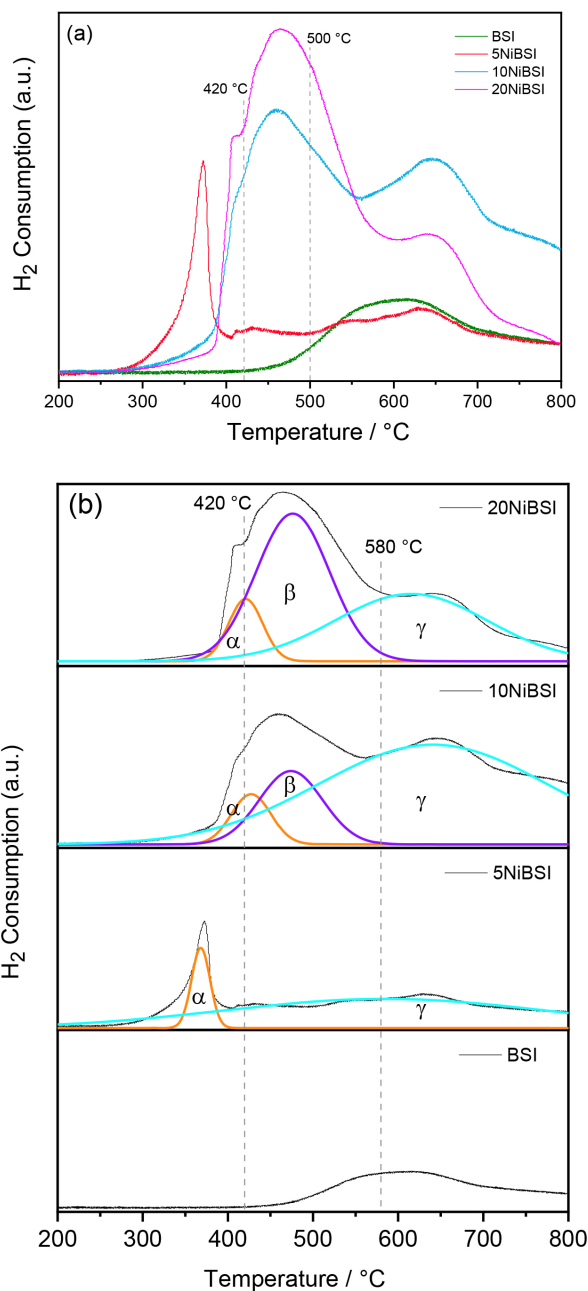 (a)
500 °C
420 °C
BSI
5NiBSI
10NiBSI
20NiBSI
H₂ Consumption (a.u.)
200 300 400 500 600 700 800
Temperature / °C
(b)
420 °C
20NiBSI
580 °C
β
α
γ
10NiBSI
β
α
γ
5NiBSI
α
γ
BSI
H₂ Consumption (a.u.)
200 300 400 500 600 700 800
Temperature / °C